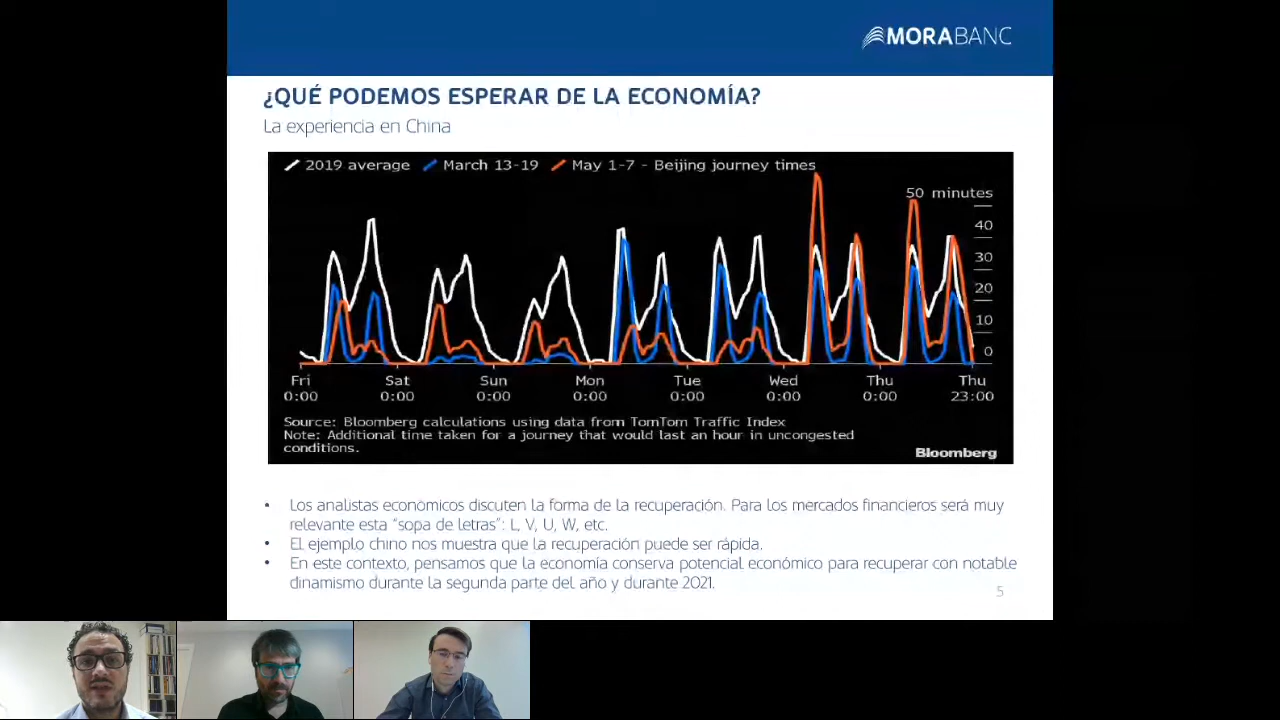 MORABANC
¿QUÉ PODEMOS ESPERAR DE LA ECONOMÍA?
La experiencia en China
2019 average March 13-19 May 1-7 - Beijing journey times
50 minutes
40
30
20
10
0
Fri Sat Sun Mon Tue Wed Thu Thu
0:00 0:00 0:00 0:00 0:00 0:00 0:00 23:00
Source: Bloomberg calculations using data from TomTom Traffic Index
Note: Additional time taken for a journey that would last an hour in uncongested
conditions.
Bloomberg
• Los analistas económicos discuten la forma de la recuperación. Para los mercados financieros será muy
relevante esta “sopa de letras”: L, V, U, W, etc.
• El ejemplo chino nos muestra que la recuperación puede ser rápida.
• En este contexto, pensamos que la economía conserva potencial económico para recuperar con notable
dinamismo durante la segunda parte del año y durante 2021.
5